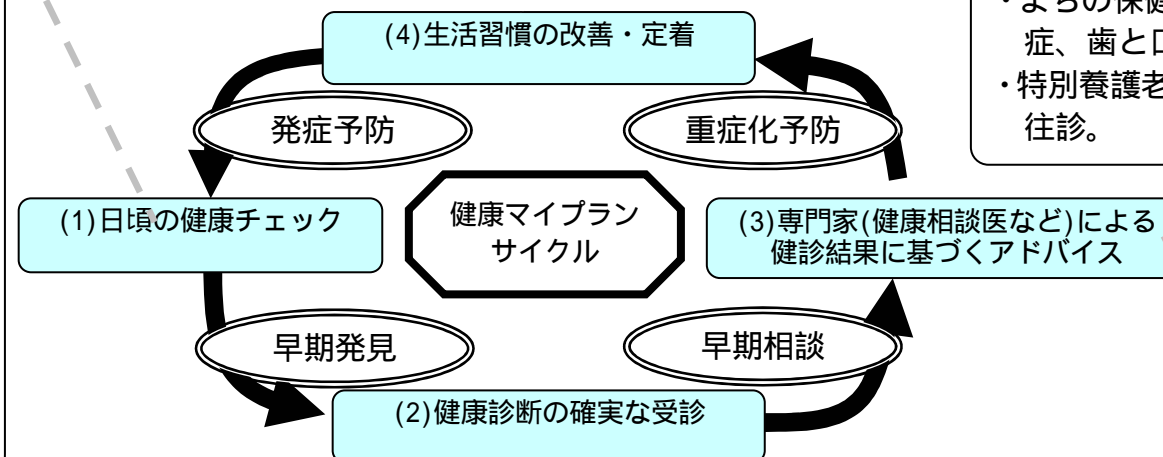 (4)生活習慣の改善・定着
発症予防
重症化予防
(1)日頃の健康チェック
健康マイプラン
サイクル
(3)専門家(健康相談医など)による
健診結果に基づくアドバイス
早期発見
早期相談
(2)健康診断の確実な受診
・まちの保健
症、歯と口
・特別養護老
往診。